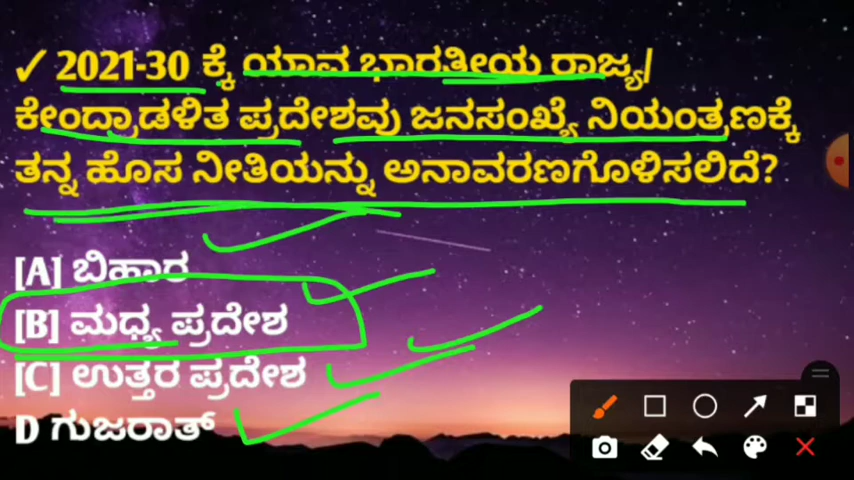 ✓ 2021-30 ಕ್ಕೆ ಯಾವ ಭಾರತೀಯ ರಾಜ್ಯ/
ಕೇಂದ್ರಾಡಳಿತ ಪ್ರದೇಶವು ಜನಸಂಖ್ಯೆ ನಿಯಂತ್ರಣಕ್ಕೆ
ತನ್ನ ಹೊಸ ನೀತಿಯನ್ನು ಅನಾವರಣಗೊಳಿಸಲಿದೆ?
[A] ಬಿಹಾರ
[B] ಮಧ್ಯ ಪ್ರದೇಶ
[C] ಉತ್ತರ ಪ್ರದೇಶ
D ಗುಜರಾತ್